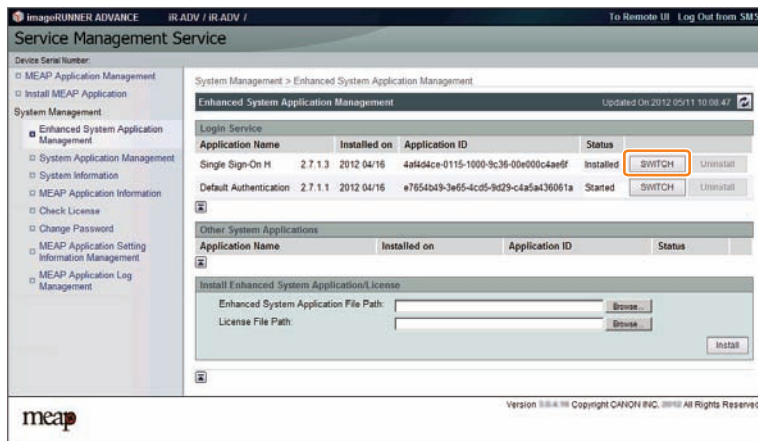 imageRUNNER ADVANCE iR-ADV / iR-ADV / To Remote UI Log Out from SMS
Service Management Service
Device Serial Number:
MEAP Application Management
Install MEAP Application
System Management
Enhanced System Application
Management
System Application Management
System Information
MEAP Application Information
Check License
Change Password
MEAP Application Setting
Information Management
MEAP Application Log
Management
System Management > Enhanced System Application Management
Enhanced System Application Management Updated On:2012 05/11 10:08:47
Login Service
Application Name Installed on Application ID Status
Single Sign-On H 2.7.1.3 2012 04/16 4af4d4ce-0115-1000-9c36-00e000c4ae6f Installed SWITCH Uninstall
Default Authentication 2.7.1.1 2012 04/16 e7654b49-3e65-4cd5-9d29-c4a5a436061a Started SWITCH Uninstall
Other System Applications
Application Name Installed on Application ID Status
Install Enhanced System Application/License
Enhanced System Application File Path: Browse...
License File Path: Browse...
Install
meap
Version Copyright CANON INC. All Rights Reserved